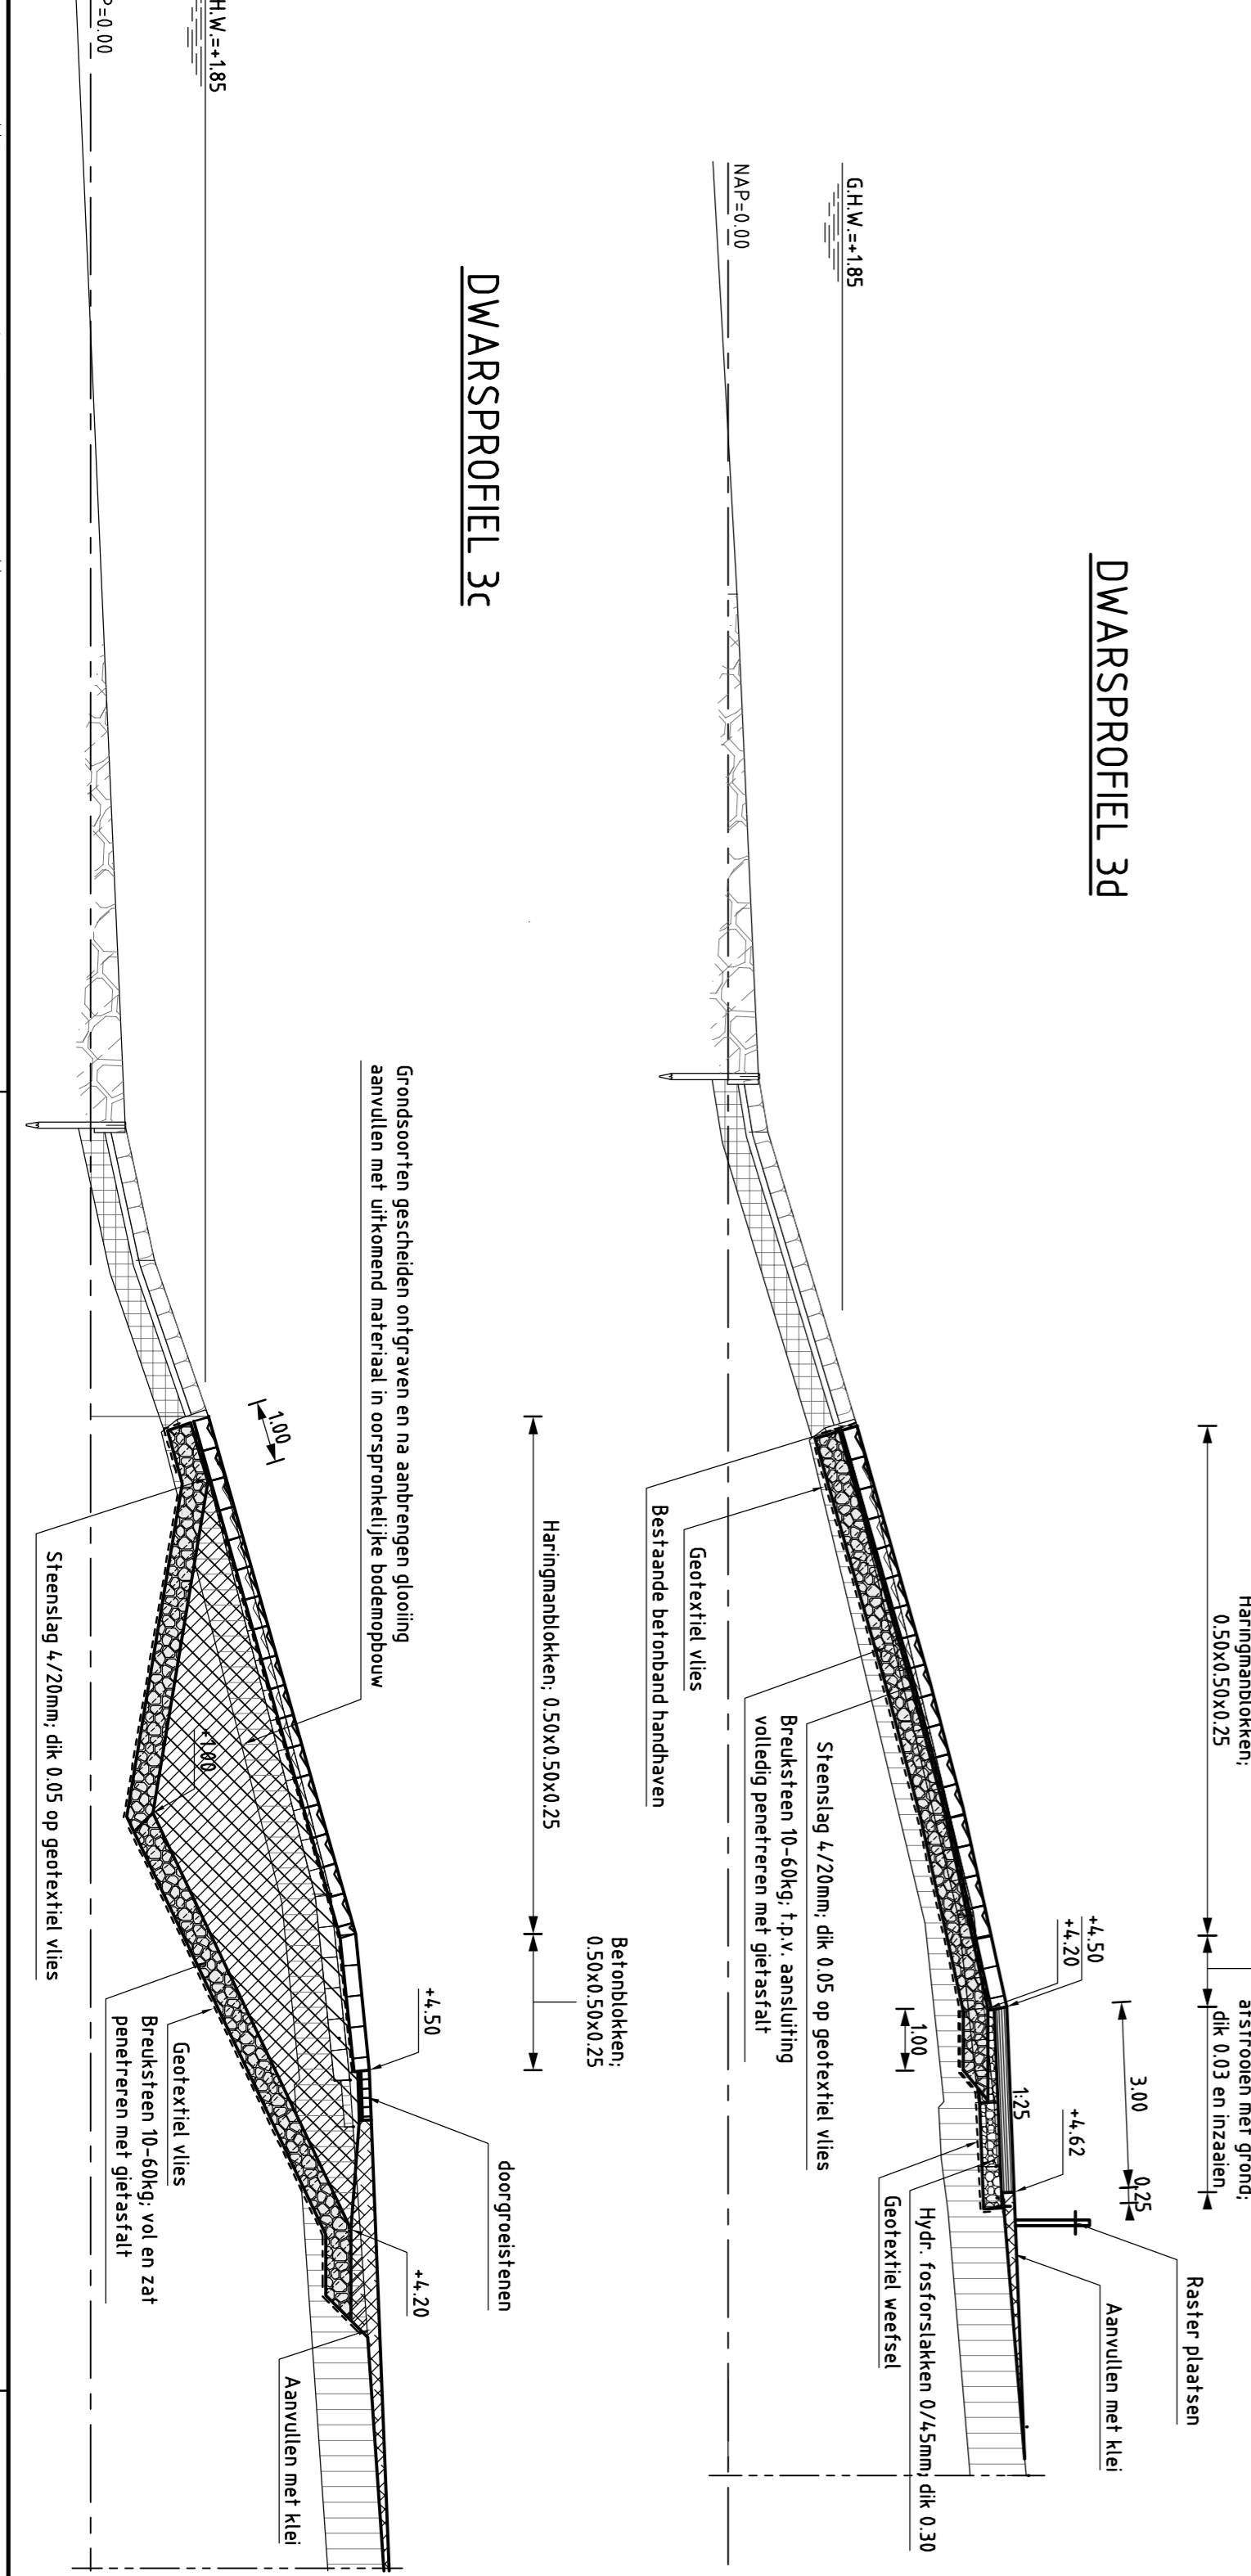 DWARSPROFIEL 3d
Haringmanblokken;
0.50x0.50x0.25
afstrooien met grond;
dik 0.03 en inzaaien
G.H.W.=+1.85
NAP=0.00
+4.50
+4.20
3.00
0.25
1:25
+4.62
1.00
Raster plaatsen
Aanvullen met klei
Hydr. fosforslakken 0/45mm; dik 0.30
Geotextiel weefsel
Steenslag 4/20mm; dik 0.05 op geotextiel vlies
Breuksteen 10-60kg; t.p.v. aansluiting
volledig penetreren met gietasfalt
Geotextiel vlies
Bestaande betonband handhaven
DWARSPROFIEL 3c
H.W.=+1.85
P=0.00
Betonblokken;
0.50x0.50x0.25
Haringmanblokken; 0.50x0.50x0.25
Grondsoorten gescheiden ontgraven en na aanbrengen glooiing
aanvullen met uitkomend materiaal in oorspronkelijke bodemopbouw
1.00
+4.50
doorgroeistenen
+4.20
+1.00
Aanvullen met klei
Geotextiel vlies
Breuksteen 10-60kg; vol en zat
penetreren met gietasfalt
Steenslag 4/20mm; dik 0.05 op geotextiel vlies